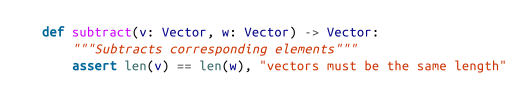 def subtract(v: Vector, w: Vector) -> Vector:
    """Subtracts corresponding elements"""
    assert len(v) == len(w), "vectors must be the same length"